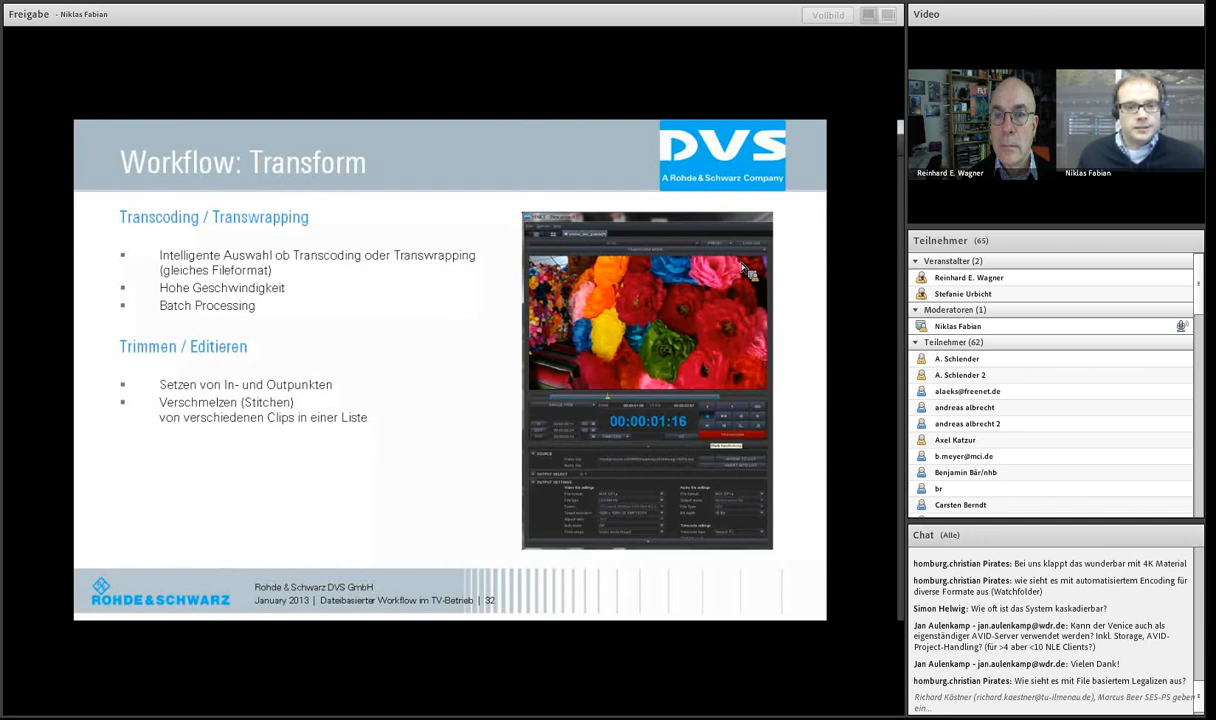 Freigabe - Niklas Fabian
Vollbild
Workflow: Transform
DVS
A Rohde & Schwarz Company
Transcoding / Transwrapping
Intelligente Auswahl ob Transcoding oder Transwrapping
(gleiches Fileformat)
Hohe Geschwindigkeit
Batch Processing
Trimmen / Editieren
Setzen von In- und Outpunkten
Verschmelzen (Stitchen)
von verschiedenen Clips in einer Liste
00:00:01:16
SOURCE
OUTPUT SETTINGS
ROHDE & SCHWARZ
Rohde & Schwarz DVS GmbH
January 2013 | Dateibasierter Workflow im TV-Betrieb | 32
Video
Reinhard E. Wagner
Niklas Fabian
Teilnehmer (65)
Veranstalter (2)
Reinhard E. Wagner
Stefanie Urbicht
Moderatoren (1)
Niklas Fabian
Teilnehmer (62)
A. Schlender
A. Schlender 2
alaeks@freenet.de
andreas albrecht
andreas albrecht 2
Axel Katzur
b.meyer@mci.de
Benjamin Bär/nhb
br
Carsten Berndt
Chat (Alle)
homburg.christian Pirates: Bei uns klappt das wunderbar mit 4K Material
homburg.christian Pirates: wie sieht es mit automatisiertem Encoding für
diverse Formate aus (Watchfolder)
Simon Helwig: Wie oft ist das System kaskadierbar?
Jan Aulenkamp - jan.aulenkamp@wdr.de: Kann der Venice auch als
eigenständiger AVID-Server verwendet werden? Inkl. Storage, AVID-
Project-Handling? (für >4 aber <10 NLE Clients?)
Jan Aulenkamp - jan.aulenkamp@wdr.de: Vielen Dank!
homburg.christian Pirates: Wie sieht es mit File basiertem Legalizen aus?
Richard Kästner (richard.kaestner@tu-ilmenau.de), Marcus Beer SES-PS geben
ein...